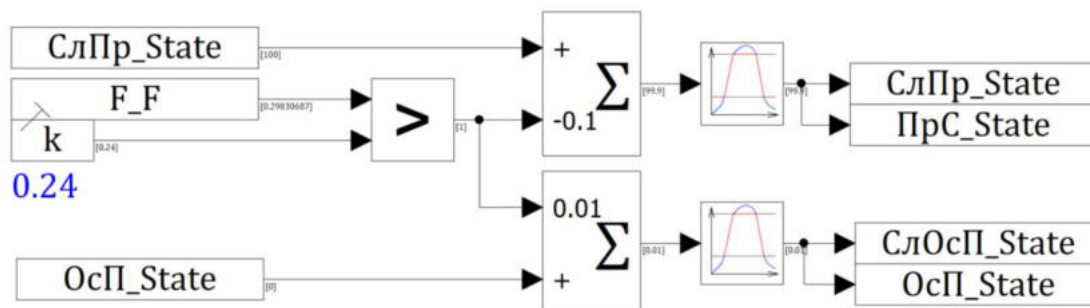 СлПр_State
[100]
F_F
[0.29830687]
k
[0.24]
0.24
>
[1]
+
-0.1
Σ
[99.9]
[99.9]
СлПр_State
ПрС_State
0.01
+
Σ
[0.01]
[0.01]
СлОсП_State
ОсП_State
ОсП_State
[0]